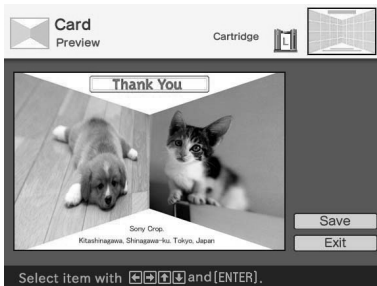 Card
Preview
Cartridge
L
Thank You
Sony Crop.
Kitashinagawa, Shinagawa-ku. Tokyo, Japan
Save
Exit
Select item with ←→↑↓ and [ENTER].